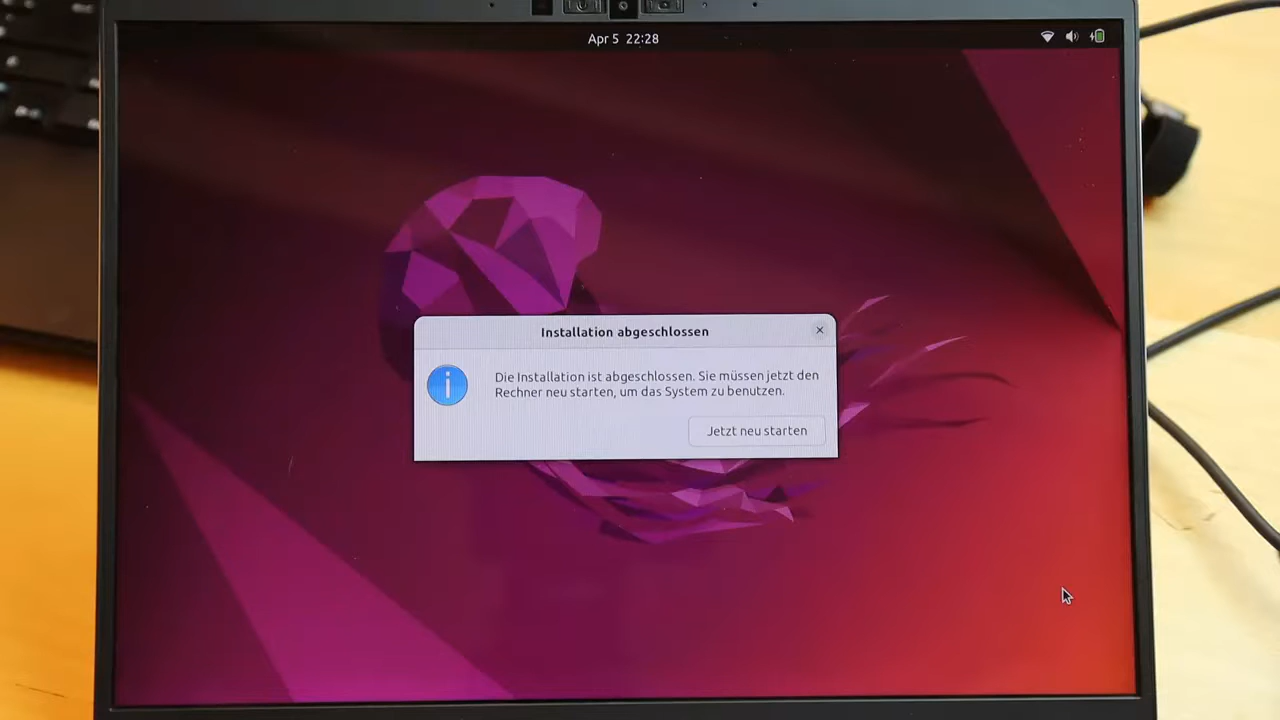 Apr 5 22:28
Installation abgeschlossen
Die Installation ist abgeschlossen. Sie müssen jetzt den
Rechner neu starten, um das System zu benutzen.
Jetzt neu starten